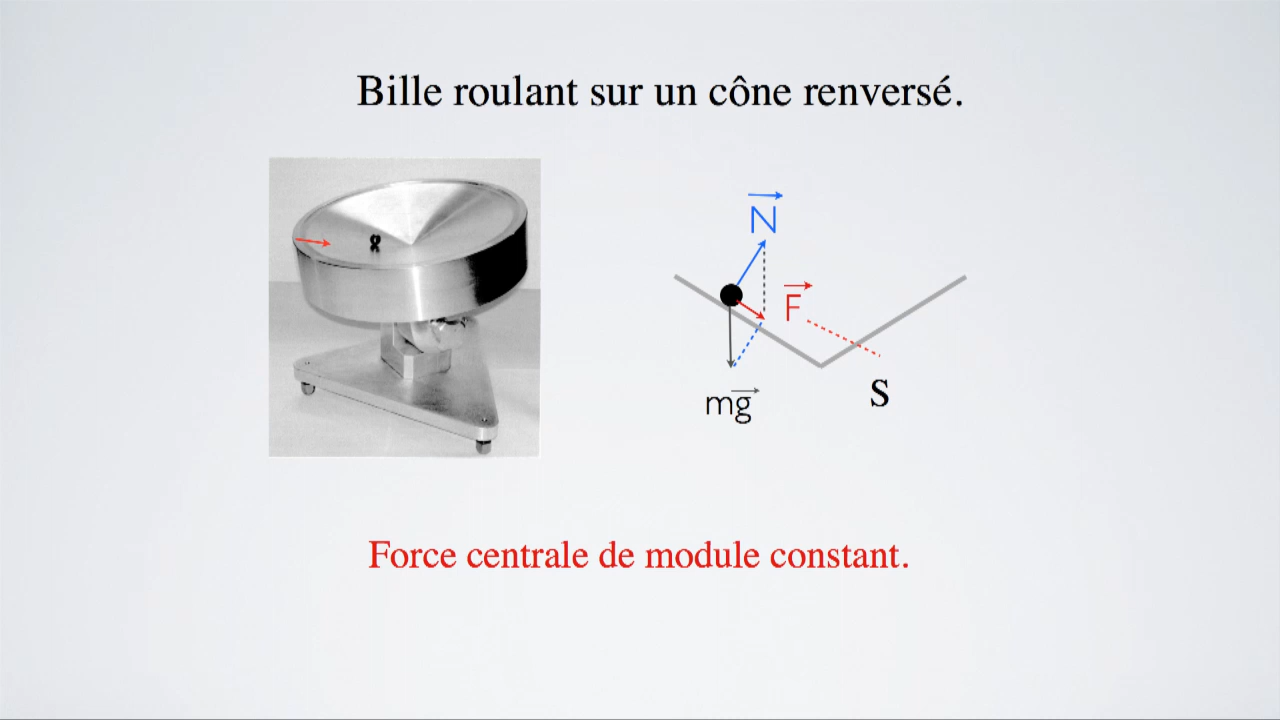 Bille roulant sur un cône renversé.
N
F
mg
S
Force centrale de module constant.